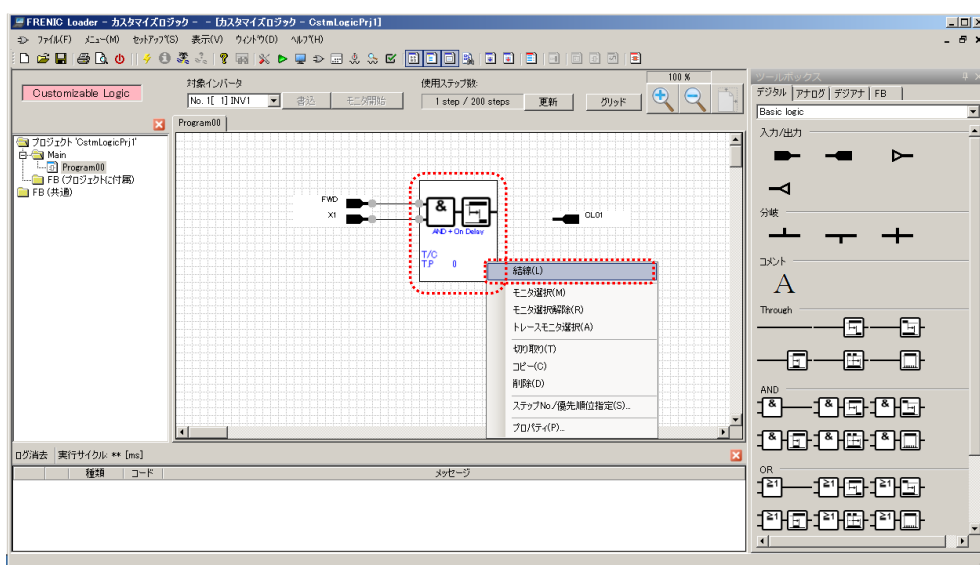 FRENIC Loader - カスタマイズロジック - - [カスタマイズロジック - CstmLogicPrj1]
ファイル(F) メニュー(M) セットアップ(S) 表示(V) ウィンドウ(D) ヘルプ(H)
Customizable Logic
対象インバータ
No. 1[ 1] INV1
書込
モニタ開始
使用ステップ数:
1 step / 200 steps
更新
グリッド
100 %
プロジェクト 'CstmLogicPrj1'
Main
Program00
FB (プロジェクトに付属)
FB (共通)
Program00
FWD
X1
&
AND + On Delay
T/C
T.P 0
CL01
結線(L)
モニタ選択(M)
モニタ選択解除(R)
トレースモニタ選択(A)
切り取り(T)
コピー(C)
削除(D)
ステップNo./優先順位指定(S)...
プロパティ(P)...
ツールボックス
デジタル アナログ デジアナ FB
Basic logic
入力/出力
分岐
コメント
A
Through
AND
& & &
& & &
OR
≧1 ≧1 ≧1
≧1 ≧1 ≧1
ログ消去 実行サイクル: ** [ms]
種類 コード メッセージ